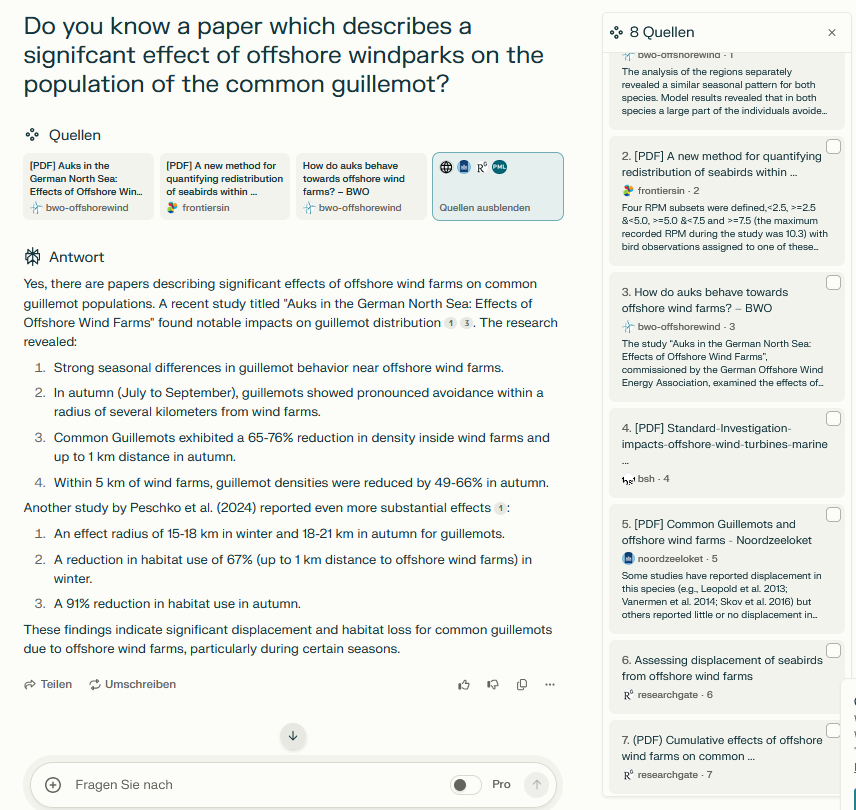 Do you know a paper which describes a
signifcant effect of offshore windparks on the
population of the common guillemot?
Quellen
[PDF] Auks in the
German North Sea:
Effects of Offshore Win...
bwo-offshorewind
[PDF] A new method for
quantifying redistribution
of seabirds within ...
frontiersin
How do auks behave
towards offshore wind
farms? – BWO
bwo-offshorewind
R⁶
PML
Quellen ausblenden
Antwort
Yes, there are papers describing significant effects of offshore wind farms on common
guillemot populations. A recent study titled "Auks in the German North Sea: Effects of
Offshore Wind Farms" found notable impacts on guillemot distribution 1 3. The research
revealed:
1. Strong seasonal differences in guillemot behavior near offshore wind farms.
2. In autumn (July to September), guillemots showed pronounced avoidance within a
radius of several kilometers from wind farms.
3. Common Guillemots exhibited a 65-76% reduction in density inside wind farms and
up to 1 km distance in autumn.
4. Within 5 km of wind farms, guillemot densities were reduced by 49-66% in autumn.
Another study by Peschko et al. (2024) reported even more substantial effects 1:
1. An effect radius of 15-18 km in winter and 18-21 km in autumn for guillemots.
2. A reduction in habitat use of 67% (up to 1 km distance to offshore wind farms) in
winter.
3. A 91% reduction in habitat use in autumn.
These findings indicate significant displacement and habitat loss for common guillemots
due to offshore wind farms, particularly during certain seasons.
Teilen
Umschreiben
Fragen Sie nach
Pro
8 Quellen
bwo-offshorewind · 1
The analysis of the regions separately
revealed a similar seasonal pattern for both
species. Model results revealed that in both
species a large part of the individuals avoide...
2. [PDF] A new method for quantifying
redistribution of seabirds within ...
frontiersin · 2
Four RPM subsets were defined,<2.5, >=2.5
&<5.0, >=5.0 &<7.5 and >=7.5 (the maximum
recorded RPM during the study was 10.3) with
bird observations assigned to one of these...
3. How do auks behave towards
offshore wind farms? – BWO
bwo-offshorewind · 3
The study "Auks in the German North Sea:
Effects of Offshore Wind Farms",
commissioned by the German Offshore Wind
Energy Association, examined the effects of...
4. [PDF] Standard-Investigation-
impacts-offshore-wind-turbines-marine
...
bsh · 4
5. [PDF] Common Guillemots and
offshore wind farms - Noordzeeloket
noordzeeloket · 5
Some studies have reported displacement in
this species (e.g., Leopold et al. 2013;
Vanermen et al. 2014; Skov et al. 2016) but
others reported little or no displacement in...
6. Assessing displacement of seabirds
from offshore wind farms
R⁶ researchgate · 6
7. (PDF) Cumulative effects of offshore
wind farms on common ...
R⁶ researchgate · 7